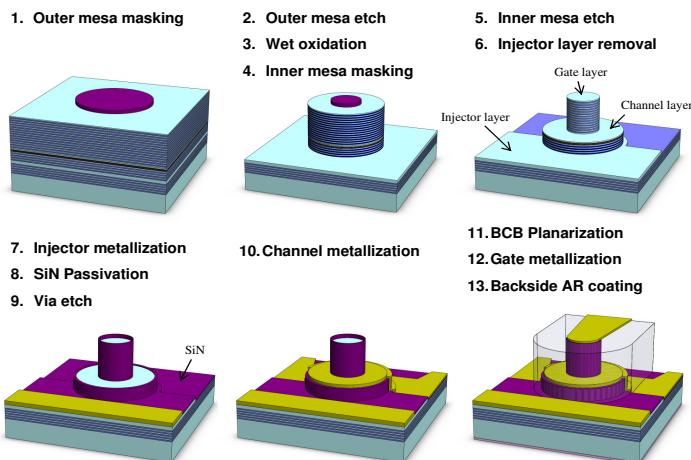 1. Outer mesa masking
2. Outer mesa etch
3. Wet oxidation
4. Inner mesa masking
5. Inner mesa etch
6. Injector layer removal
Gate layer
Channel layer
Injector layer
7. Injector metallization
8. SiN Passivation
9. Via etch
SiN
10. Channel metallization
11. BCB Planarization
12. Gate metallization
13. Backside AR coating